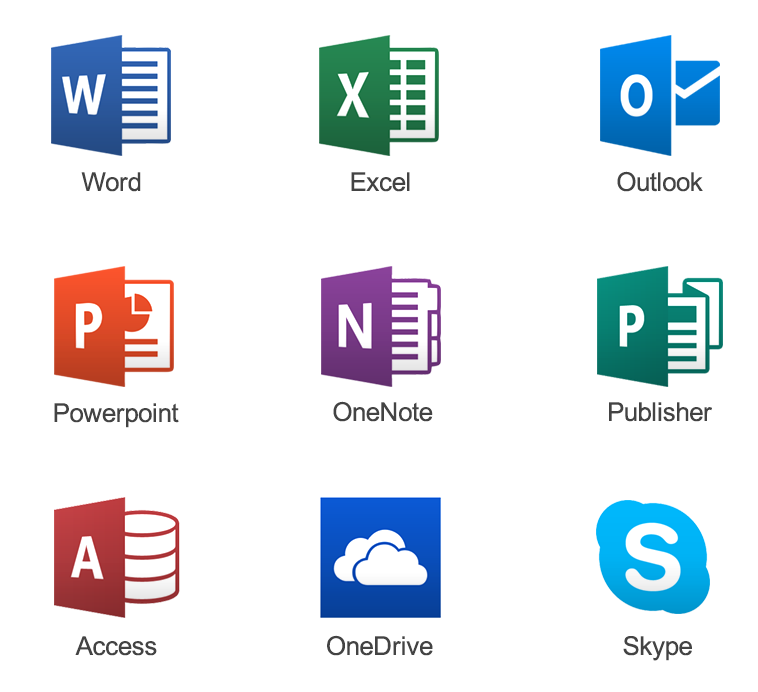 W
X
O
Word
Excel
Outlook
P
N
P
Powerpoint
OneNote
Publisher
A
S
Access
OneDrive
Skype